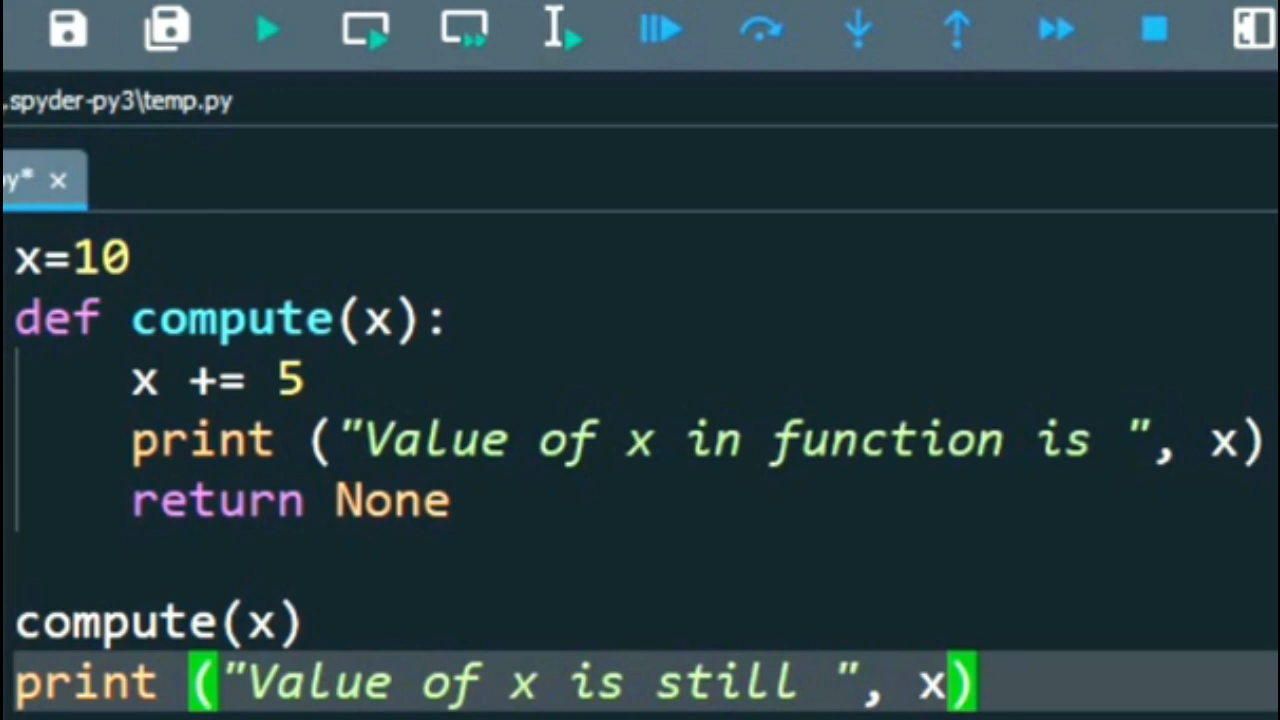 .spyder-py3\temp.py
py* ×
x=10
def compute(x):
    x += 5
    print ("Value of x in function is ", x)
    return None
compute(x)
print ("Value of x is still ", x)